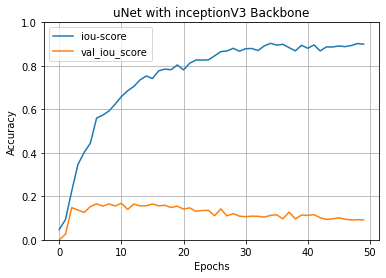 uNet with inceptionV3 Backbone
iou-score
val_iou_score
Accuracy
1.0
0.8
0.6
0.4
0.2
0.0
0 10 20 30 40 50
Epochs